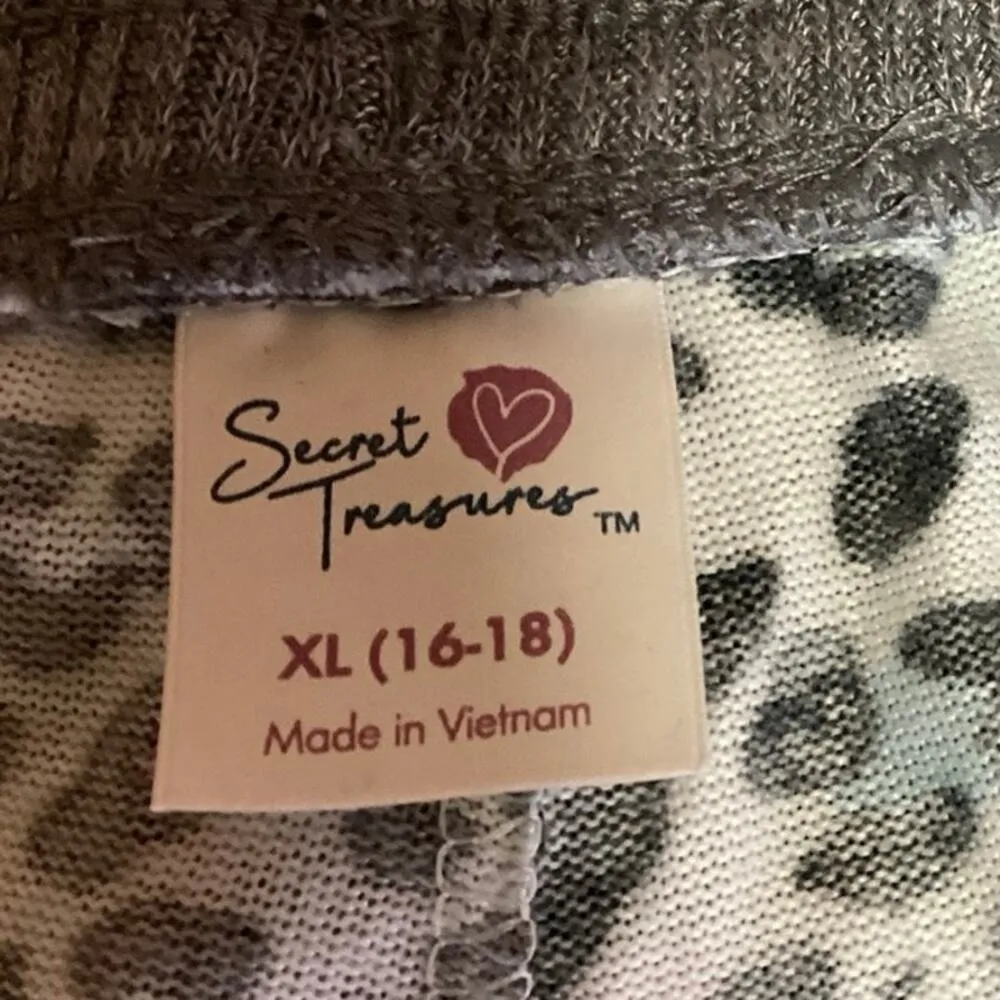 Secret
Treasures™
XL (16-18)
Made in Vietnam